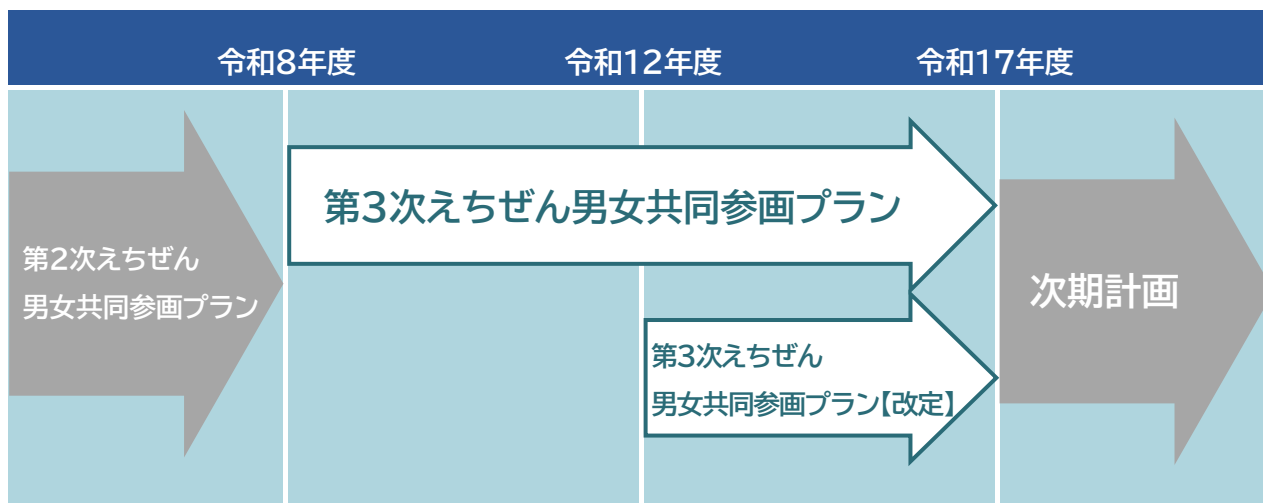 令和8年度
令和12年度
令和17年度
第3次えちぜん男女共同参画プラン
第2次えちぜん
男女共同参画プラン
次期計画
第3次えちぜん
男女共同参画プラン【改定】